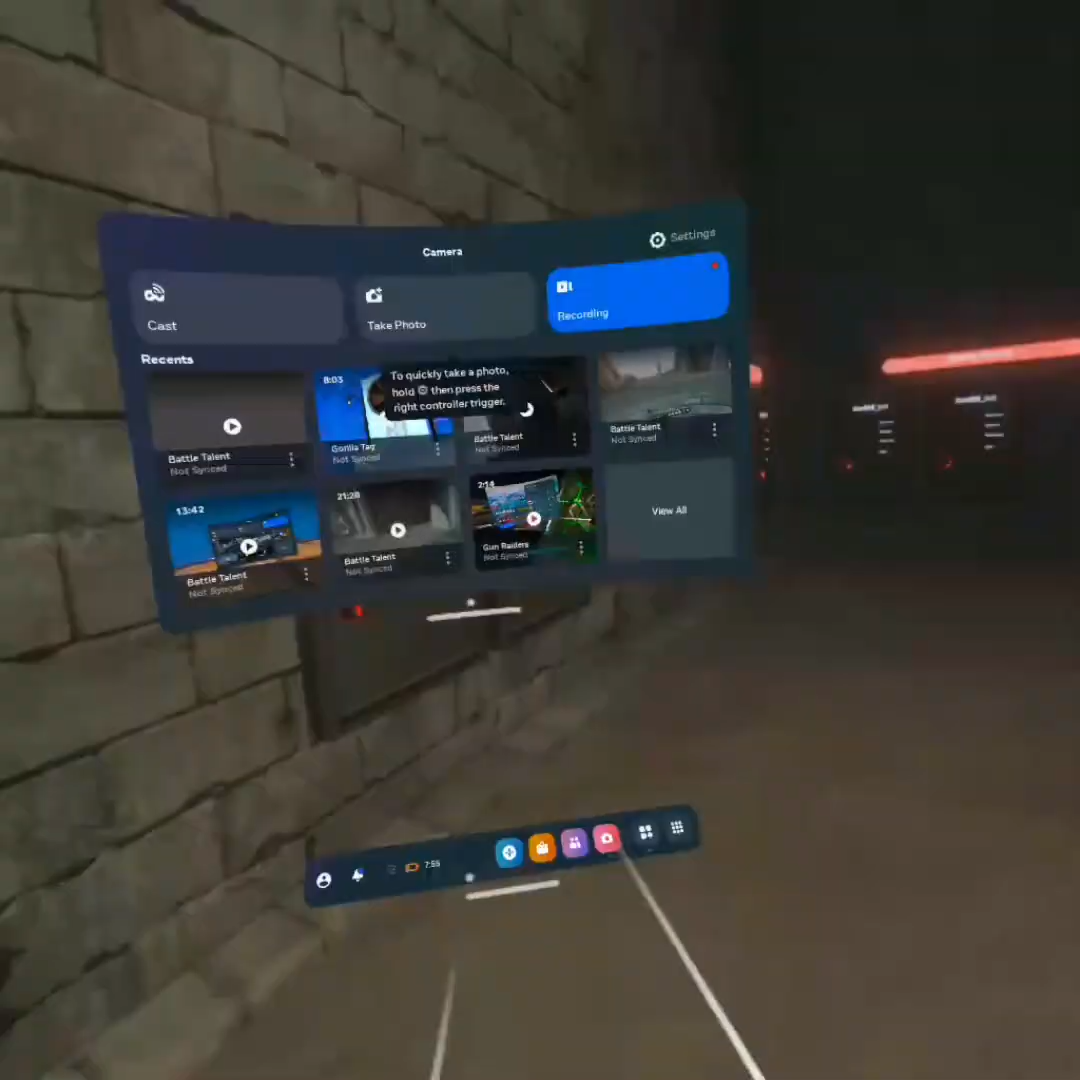 Camera
Settings
Cast
Take Photo
Recording
Recents
To quickly take a photo,
hold then press the
right controller trigger.
Battle Talent
Not Synced
8:03
Gorilla Tag
Not Synced
Battle Talent
Not Synced
Battle Talent
Not Synced
13:42
Battle Talent
Not Synced
21:28
Battle Talent
Not Synced
2:14
Gun Raiders
Not Synced
View All
7:55